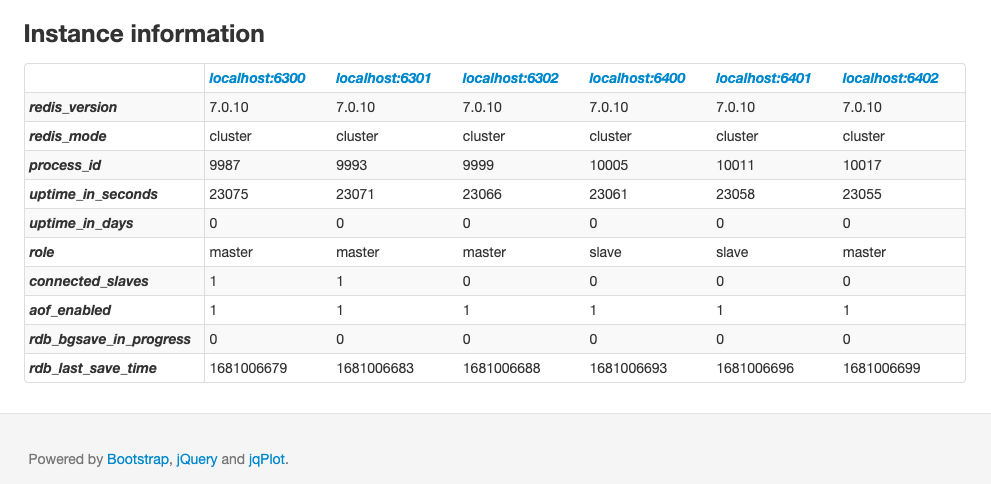 Instance information
localhost:6300 localhost:6301 localhost:6302 localhost:6400 localhost:6401 localhost:6402
redis_version 7.0.10 7.0.10 7.0.10 7.0.10 7.0.10 7.0.10
redis_mode cluster cluster cluster cluster cluster cluster
process_id 9987 9993 9999 10005 10011 10017
uptime_in_seconds 23075 23071 23066 23061 23058 23055
uptime_in_days 0 0 0 0 0 0
role master master master slave slave master
connected_slaves 1 1 0 0 0 0
aof_enabled 1 1 1 1 1 1
rdb_bgsave_in_progress 0 0 0 0 0 0
rdb_last_save_time 1681006679 1681006683 1681006688 1681006693 1681006696 1681006699
Powered by Bootstrap, jQuery and jqPlot.